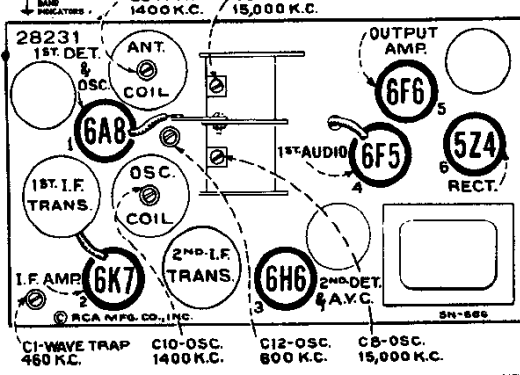 BAND
INDICATORS
1400 K.C.
15,000 K.C.
28231
1ST. DET.
&
OSC.
ANT.
COIL
OUTPUT
AMP.
6A8
1
6F6
5
5Z4
6
RECT.
1ST AUDIO
6F5
4
1ST. I.F.
TRANS.
OSC.
COIL
2ND. I.F.
TRANS.
I.F. AMP.
6K7
2
6H6
3
2ND. DET.
& A.V.C.
© RCA MFG. CO., INC.
SN-666
C1-WAVE TRAP
460 K.C.
C10-OSC.
1400 K.C.
C12-OSC.
600 K.C.
C8-OSC.
15,000 K.C.